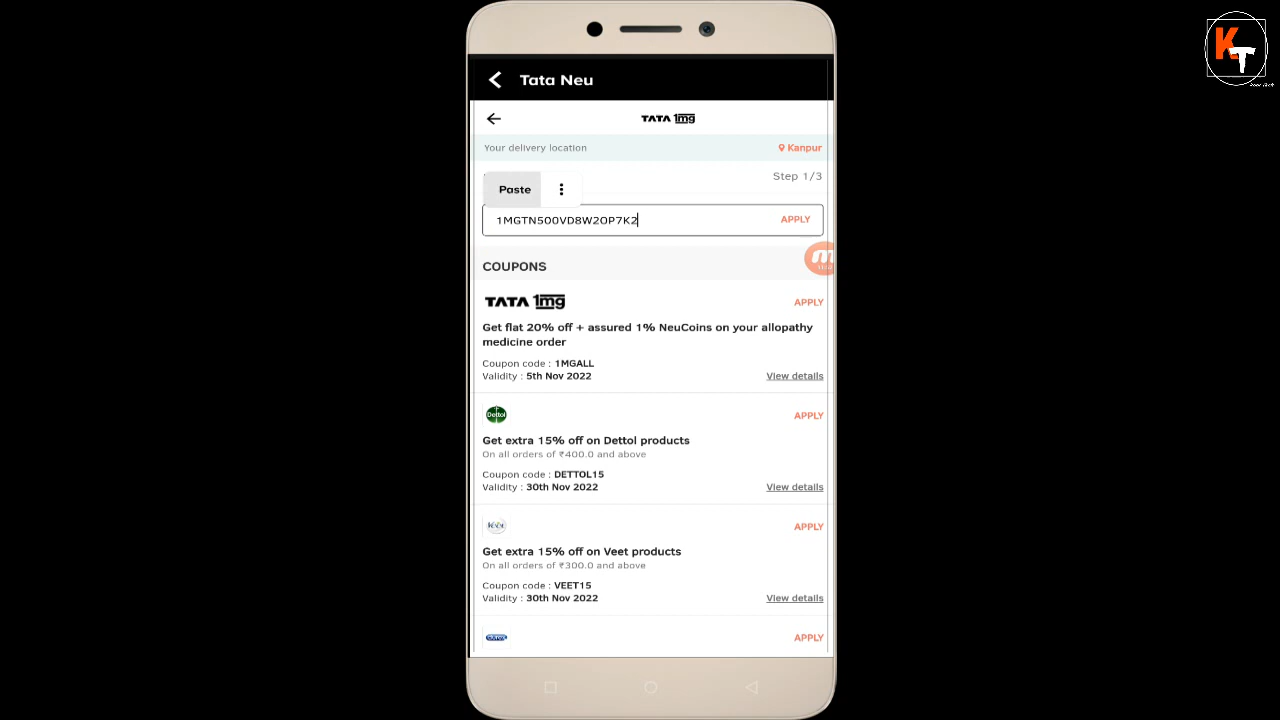 KT
Tata Neu
TATA 1mg
Your delivery location
Kanpur
Step 1/3
Paste
1MGTN500VD8W2OP7K2
APPLY
COUPONS
TATA 1mg
APPLY
Get flat 20% off + assured 1% NeuCoins on your allopathy
medicine order
Coupon code : 1MGALL
Validity : 5th Nov 2022
View details
Dettol
APPLY
Get extra 15% off on Dettol products
On all orders of ₹400.0 and above
Coupon code : DETTOL15
Validity : 30th Nov 2022
View details
APPLY
Get extra 15% off on Veet products
On all orders of ₹300.0 and above
Coupon code : VEET15
Validity : 30th Nov 2022
View details
APPLY